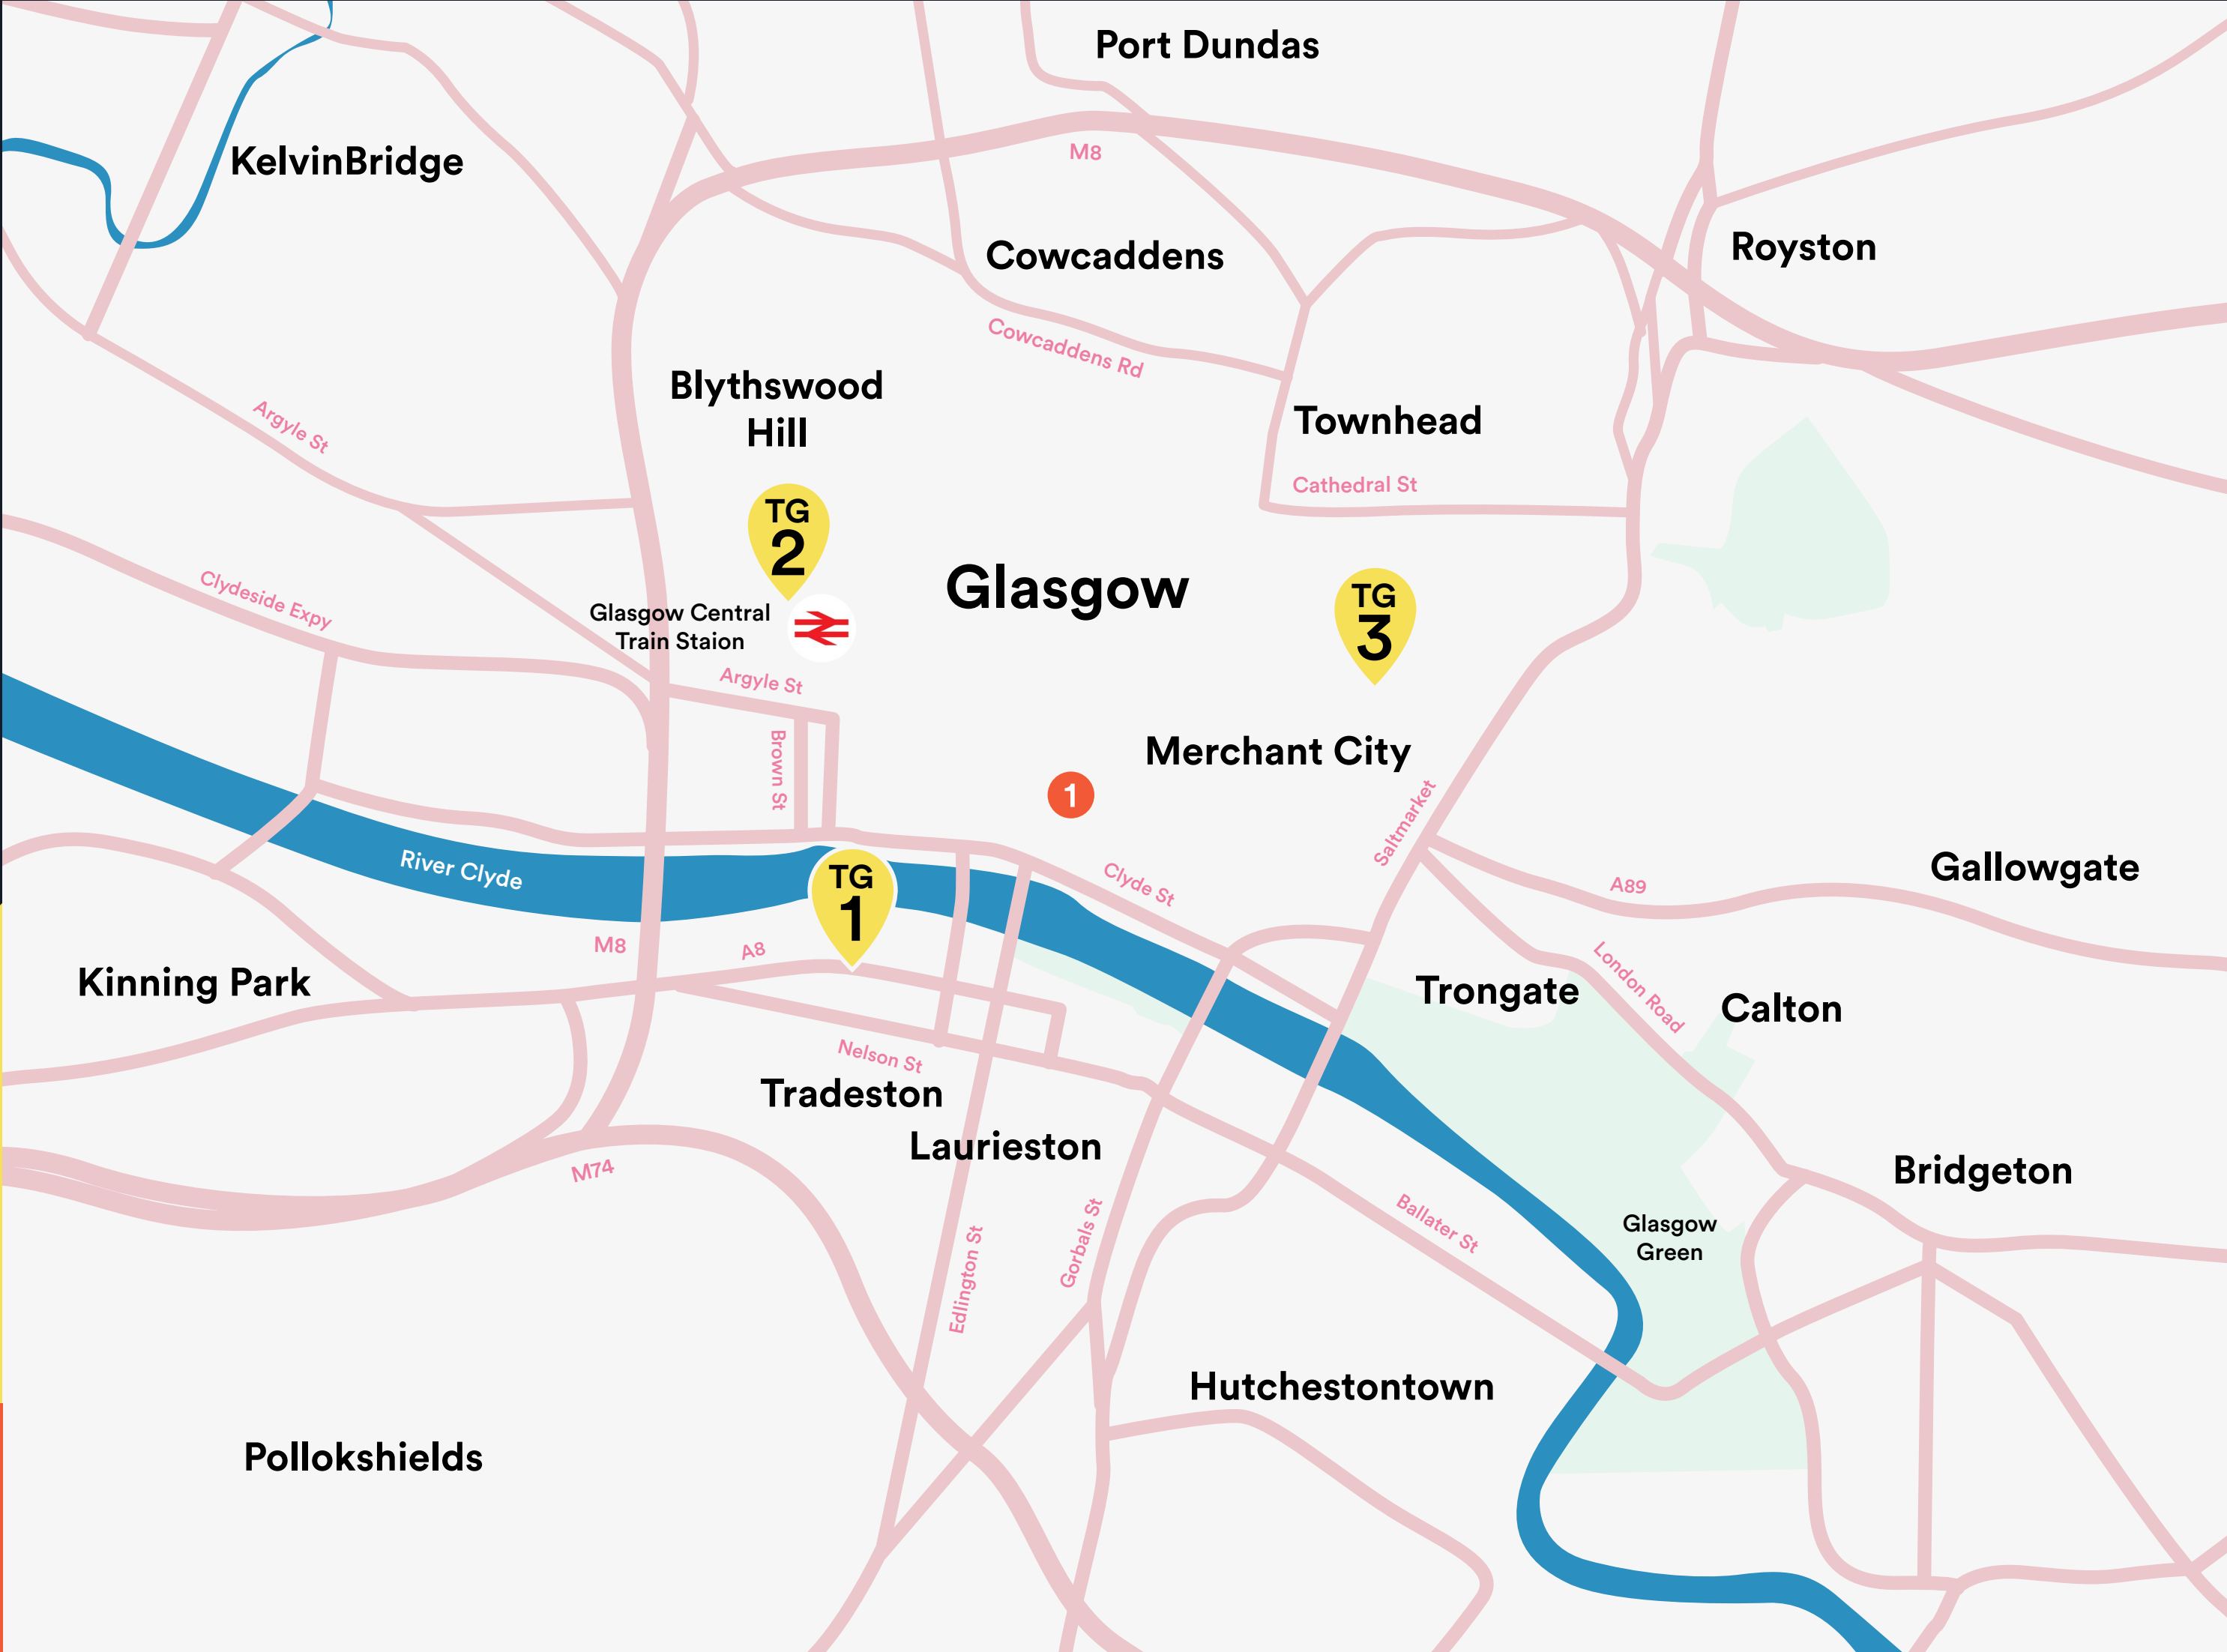 Port Dundas
M8
KelvinBridge
Royston
Cowcaddens
Cowcaddens Rd
Blythswood
Hill
Argyle St
Townhead
Cathedral St
TG
2
Glasgow
TG
3
Clydeside Expy
Glasgow Central
Train Staion
Argyle St
Brown St
Merchant City
1
Saltmarket
River Clyde
TG
1
Clyde St
A89
Gallowgate
M8
A8
Kinning Park
Trongate
London Road
Calton
Nelson St
Tradeston
Laurieston
M74
Bridgeton
Edlington St
Gorbals St
Ballater St
Glasgow
Green
Hutchestontown
Pollokshields